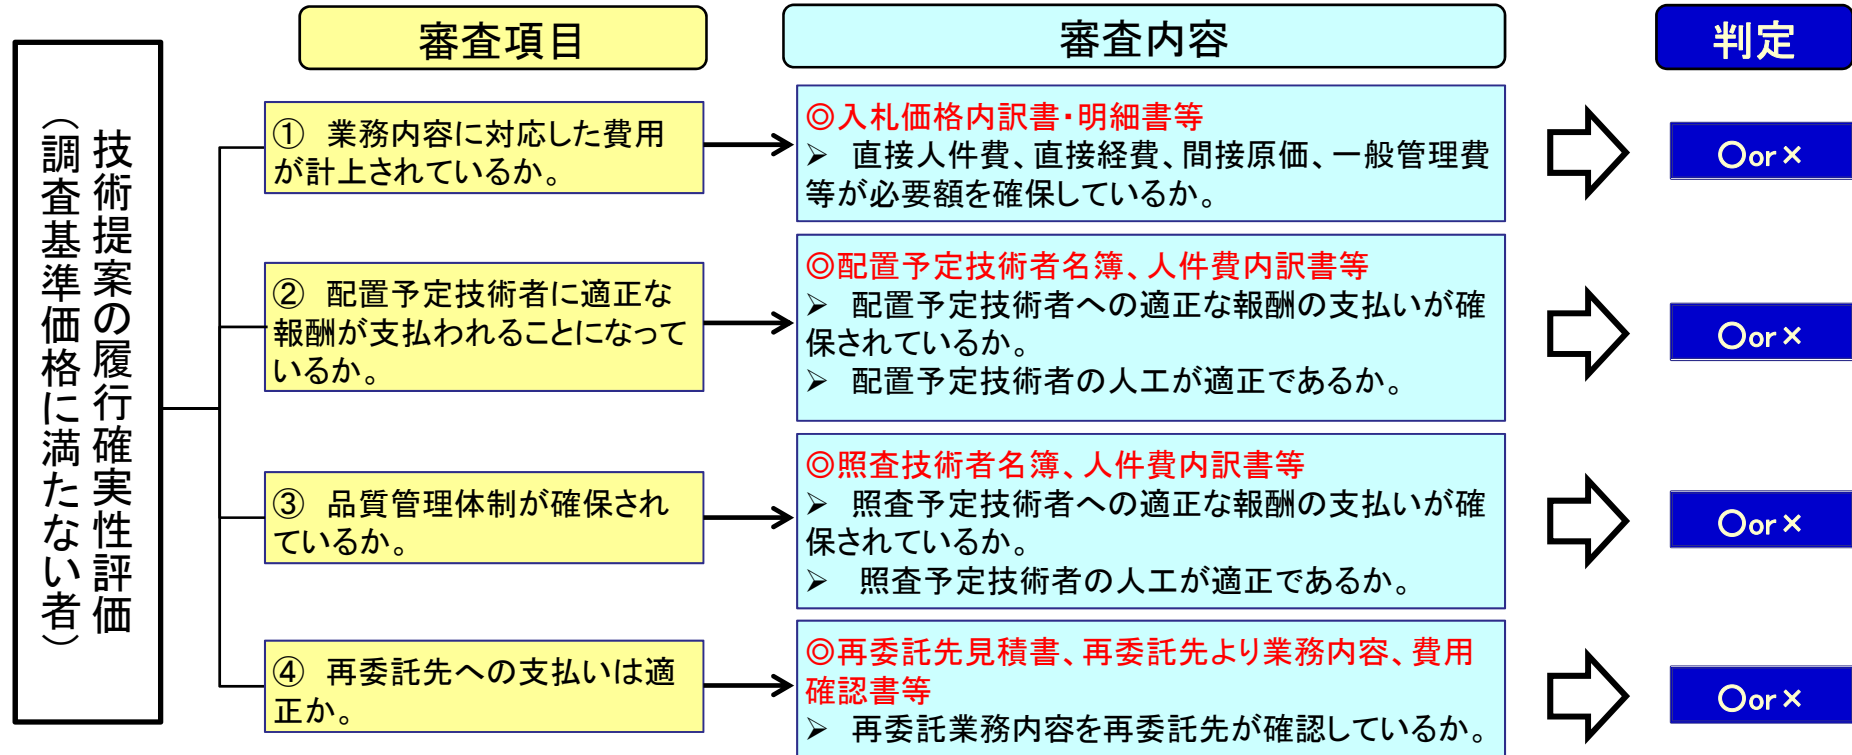 技術提案の履行確実性評価
（調査基準価格に満たない者）
審査項目
審査内容
判定
① 業務内容に対応した費用
が計上されているか。
◎入札価格内訳書・明細書等
➢ 直接人件費、直接経費、間接原価、一般管理費
等が必要額を確保しているか。
〇or×
② 配置予定技術者に適正な
報酬が支払われることになって
いるか。
◎配置予定技術者名簿、人件費内訳書等
➢ 配置予定技術者への適正な報酬の支払いが確
保されているか。
➢ 配置予定技術者の人工が適正であるか。
〇or×
③ 品質管理体制が確保され
ているか。
◎照査技術者名簿、人件費内訳書等
➢ 照査予定技術者への適正な報酬の支払いが確
保されているか。
➢ 照査予定技術者の人工が適正であるか。
〇or×
④ 再委託先への支払いは適
正か。
◎再委託先見積書、再委託先より業務内容、費用
確認書等
➢ 再委託業務内容を再委託先が確認しているか。
〇or×